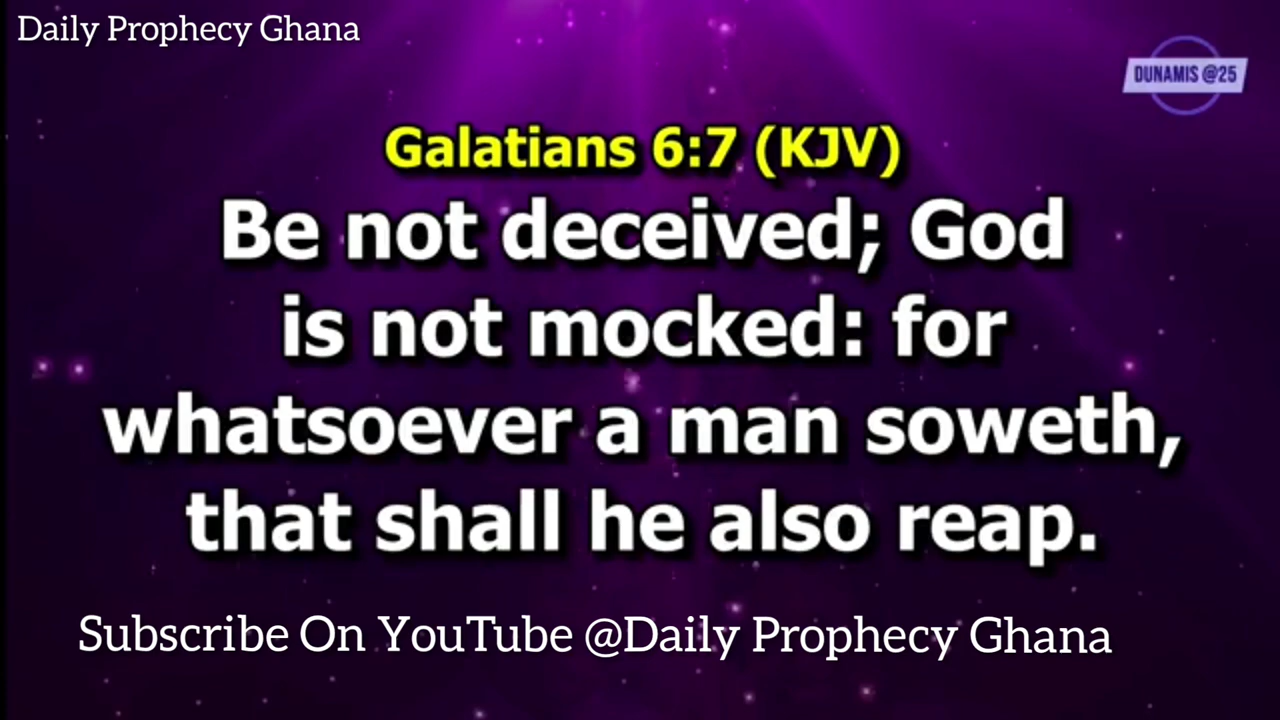 Daily Prophecy Ghana
DUNAMIS @25
Galatians 6:7 (KJV)
Be not deceived; God
is not mocked: for
whatsoever a man soweth,
that shall he also reap.
Subscribe On YouTube @Daily Prophecy Ghana